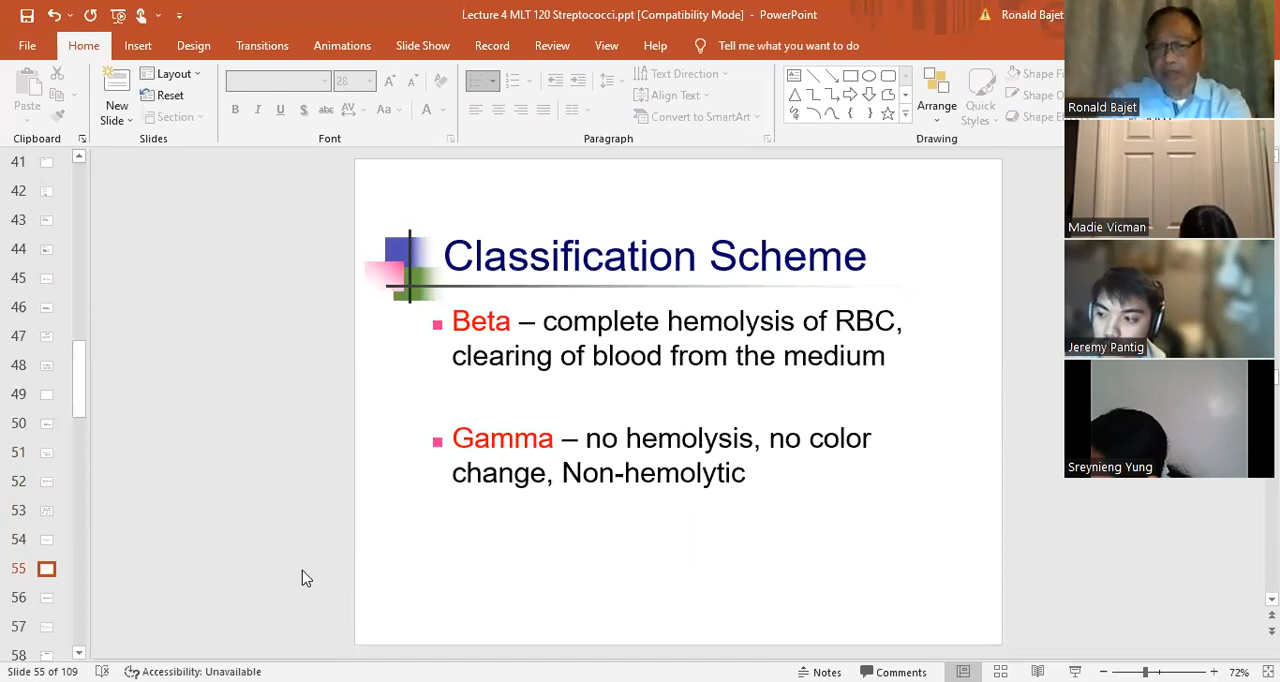 Lecture 4 MLT 120 Streptococci.ppt [Compatibility Mode] - PowerPoint
Ronald Bajet
File Home Insert Design Transitions Animations Slide Show Record Review View Help Tell me what you want to do
Paste
Clipboard
New
Slide
Layout
Reset
Section
Slides
28
B I U S abc AV Aa A
Font
Text Direction
Align Text
Convert to SmartArt
Paragraph
Arrange
Quick
Styles
Shape
Shape
Shape
Drawing
Ronald Bajet
Madie Vicman
Jeremy Pantig
Sreynieng Yung
41
42
43
44
45
46
47
48
49
50
51
52
53
54
55
56
57
58
Classification Scheme
Beta – complete hemolysis of RBC,
clearing of blood from the medium
Gamma – no hemolysis, no color
change, Non-hemolytic
Slide 55 of 109
Accessibility: Unavailable
Notes
Comments
72%